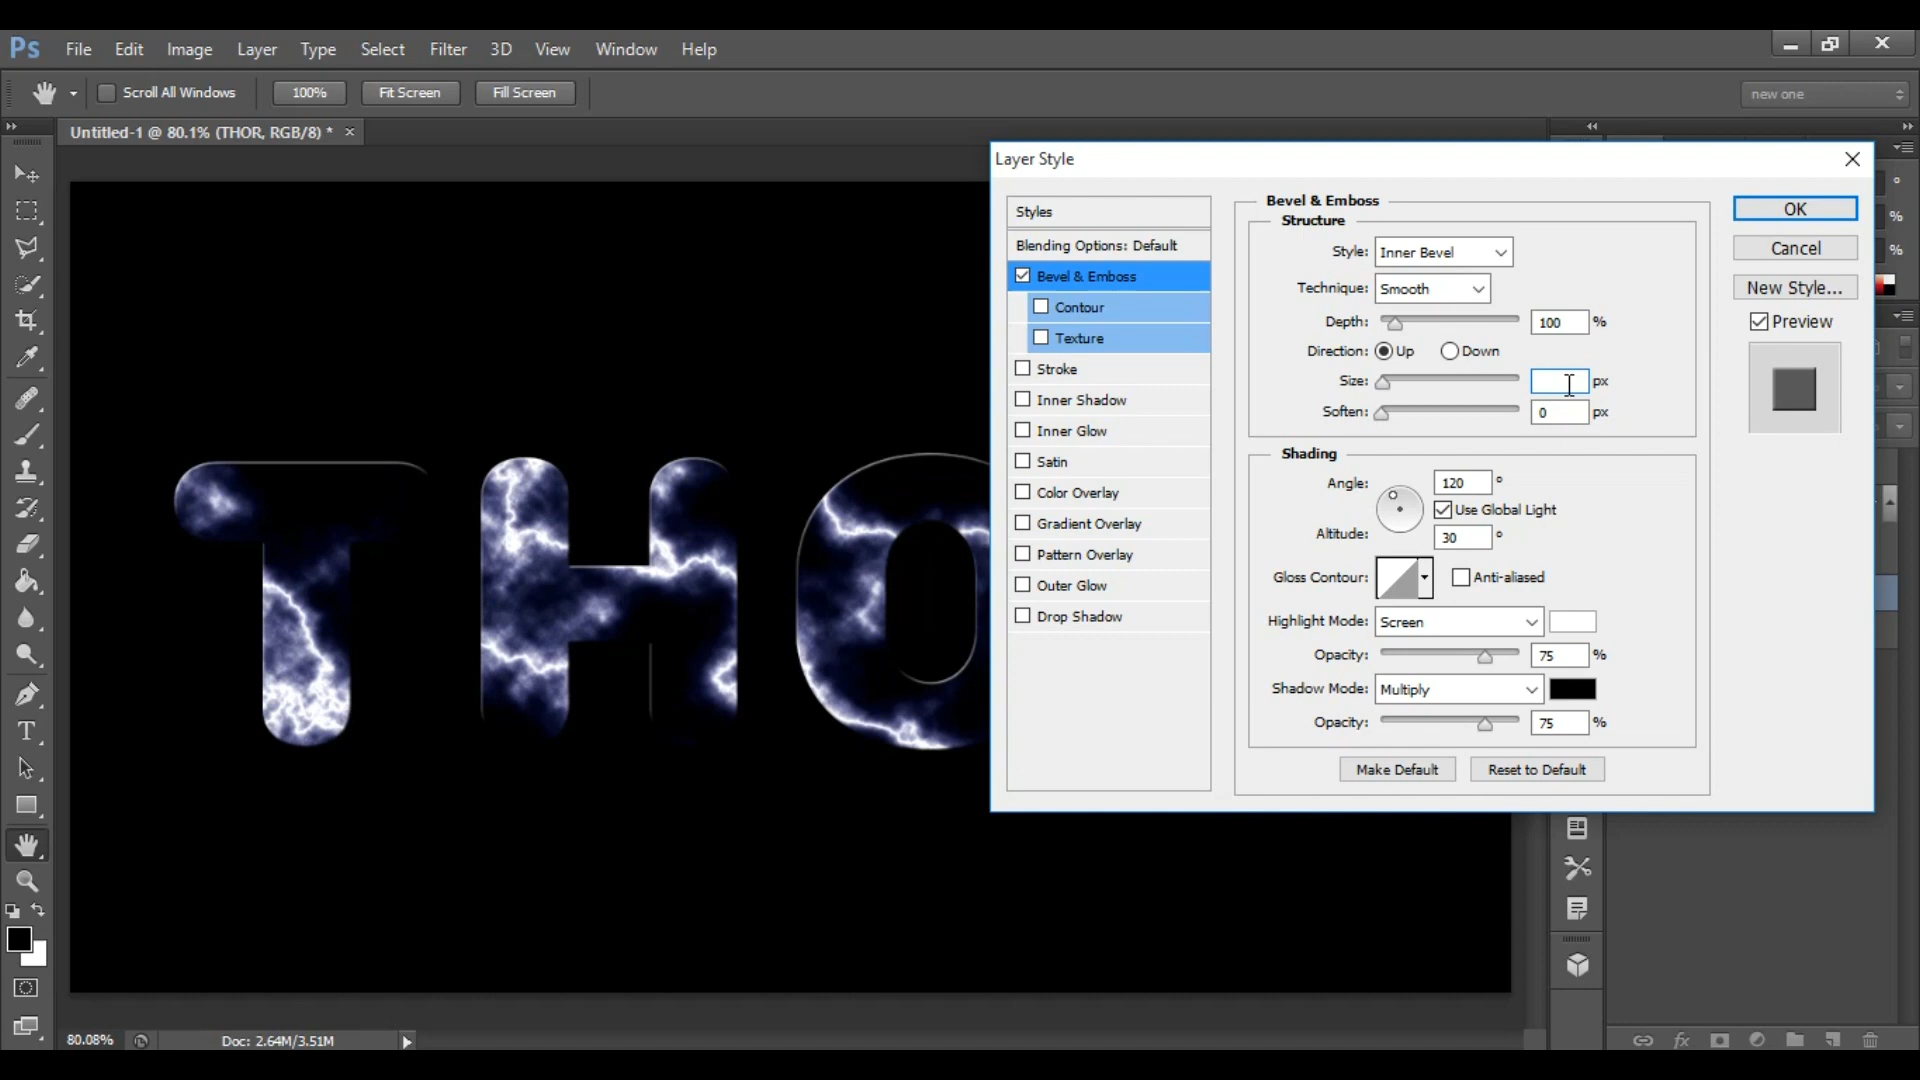 Ps File Edit Image Layer Type Select Filter 3D View Window Help
Scroll All Windows 100% Fit Screen Fill Screen new one
Untitled-1 @ 80.1% (THOR, RGB/8) * ×
Layer Style
Styles
Blending Options: Default
Bevel & Emboss
Contour
Texture
Stroke
Inner Shadow
Inner Glow
Satin
Color Overlay
Gradient Overlay
Pattern Overlay
Outer Glow
Drop Shadow
Bevel & Emboss
Structure
Style: Inner Bevel
Technique: Smooth
Depth: 100 %
Direction: Up Down
Size: px
Soften: 0 px
Shading
Angle: 120 °
Use Global Light
Altitude: 30 °
Gloss Contour: Anti-aliased
Highlight Mode: Screen
Opacity: 75 %
Shadow Mode: Multiply
Opacity: 75 %
Make Default Reset to Default
OK
Cancel
New Style...
Preview
°
%
%
THO
T
80.08% Doc: 2.64M/3.51M
fx